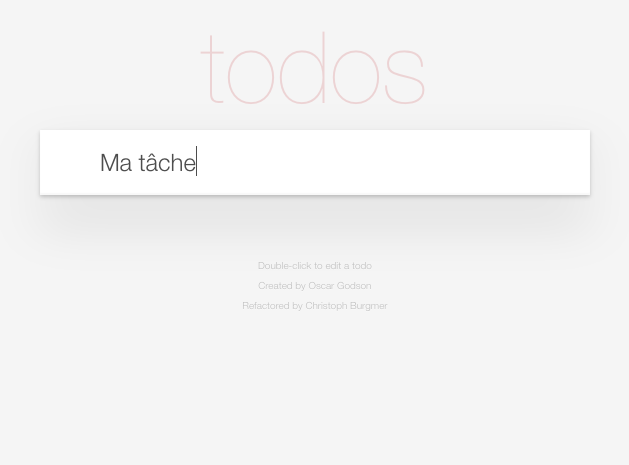 todos
Ma tâche
Double-click to edit a todo
Created by Oscar Godson
Refactored by Christoph Burgmer